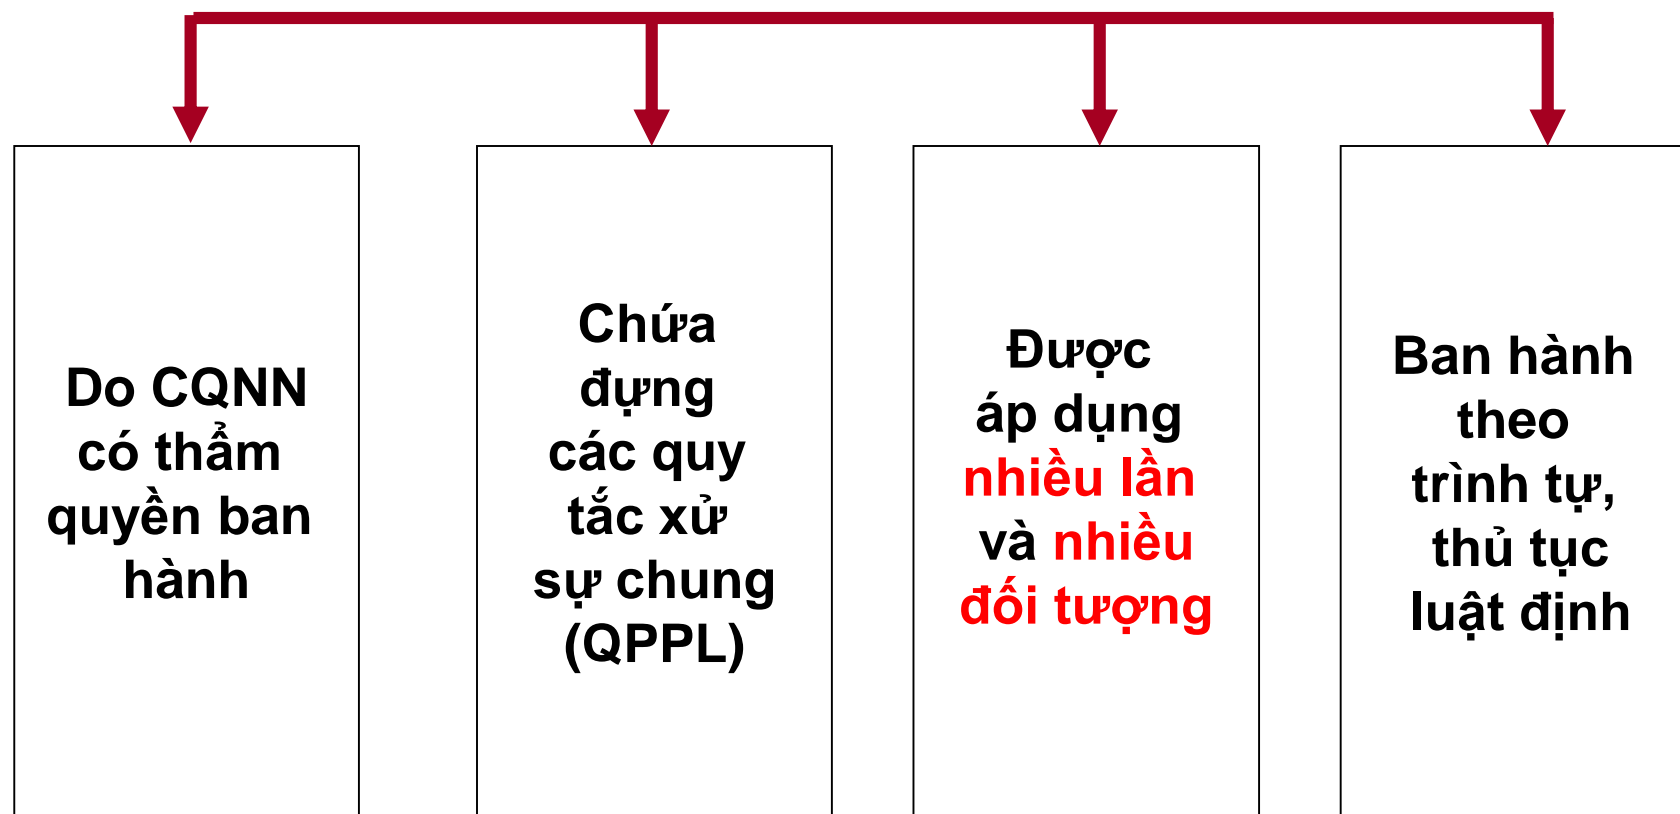 Do CQNN
có thẩm
quyền ban
hành
Chứa
đựng
các quy
tắc xử
sự chung
(QPPL)
Được
áp dụng
nhiều lần
và nhiều
đối tượng
Ban hành
theo
trình tự,
thủ tục
luật định